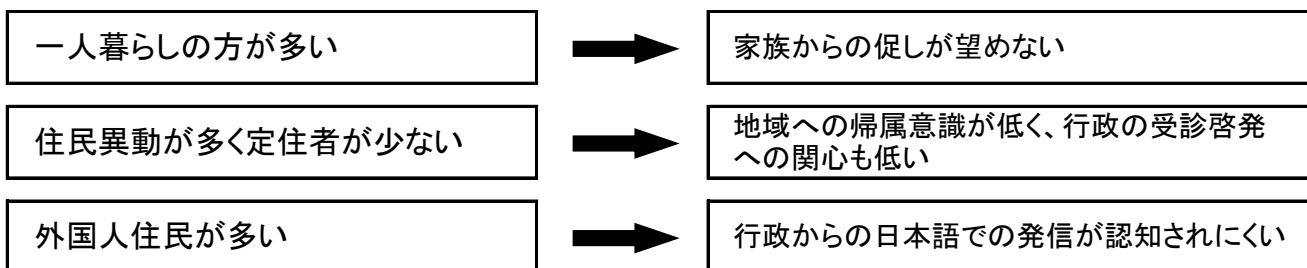 一人暮らしの方が多い
家族からの促しが望めない
住民異動が多く定住者が少ない
地域への帰属意識が低く、行政の受診啓発
への関心も低い
外国人住民が多い
行政からの日本語での発信が認知されにくい